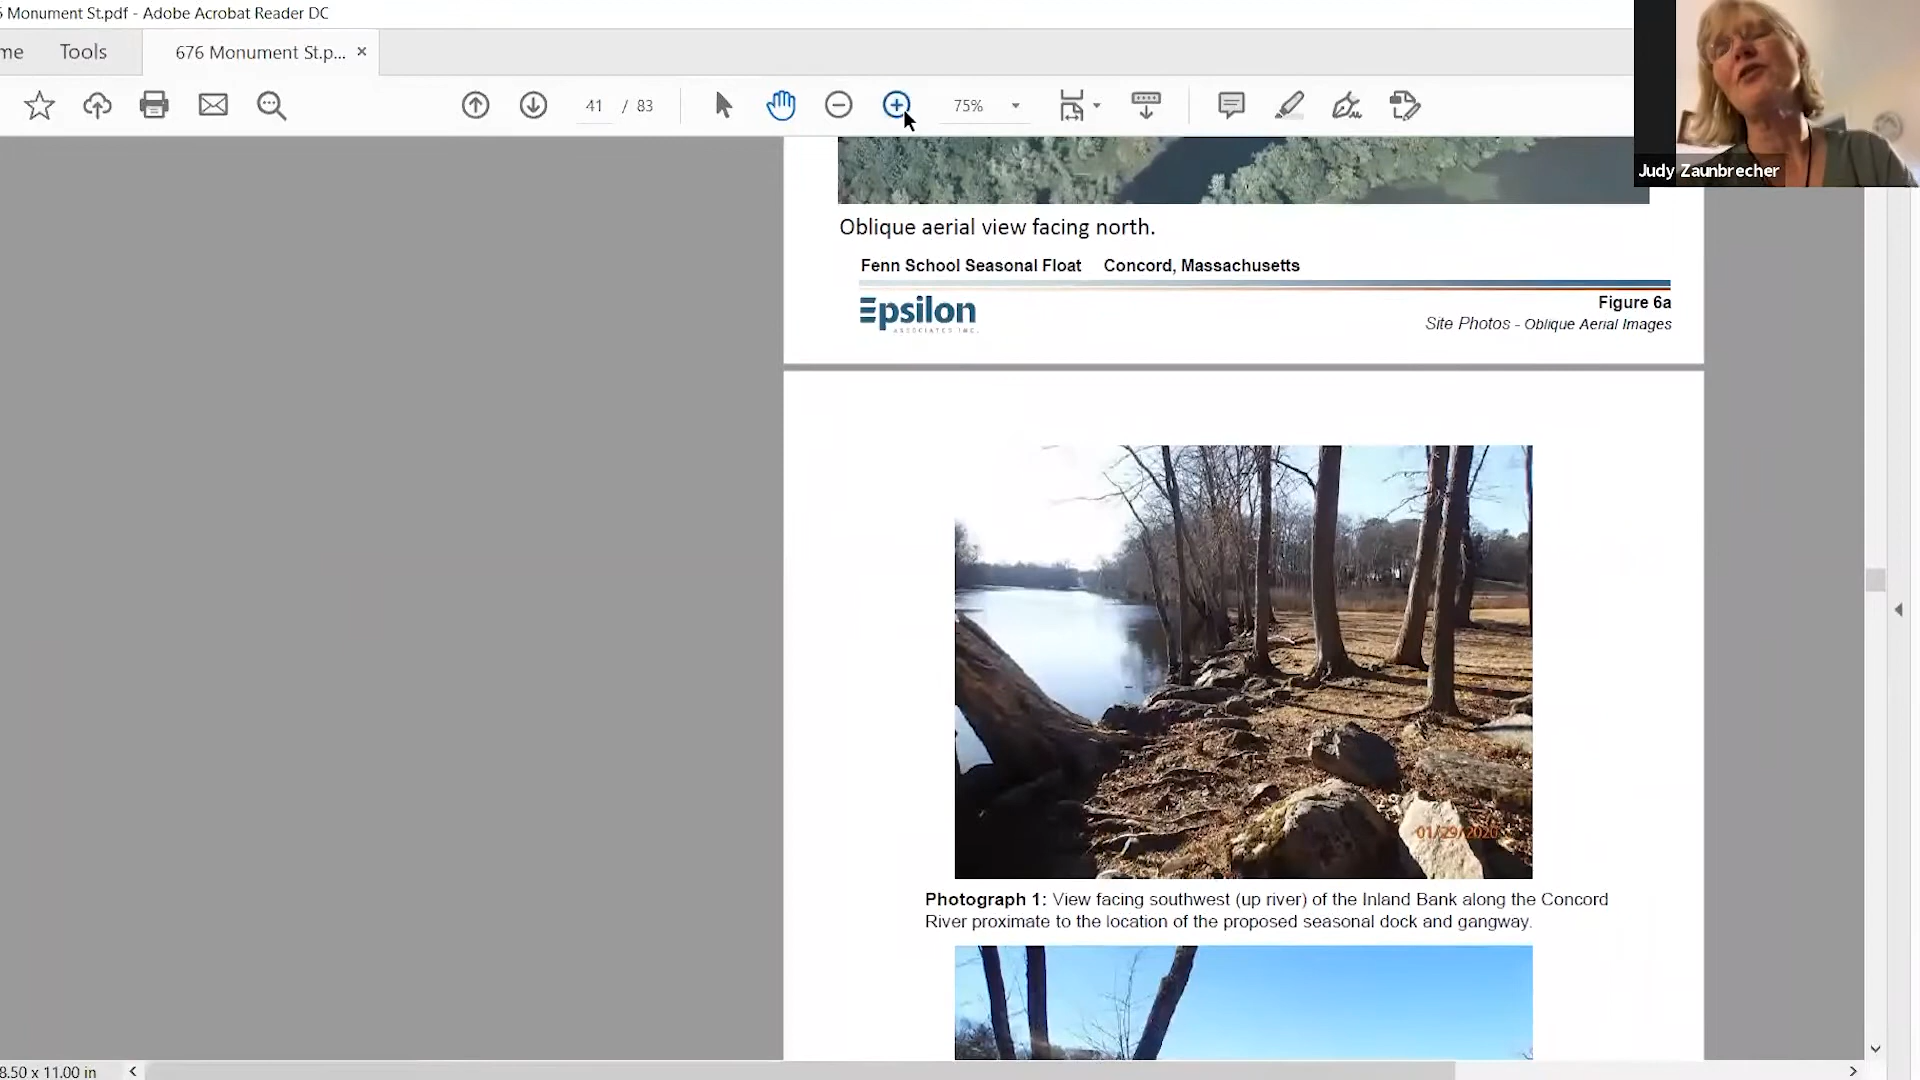 6 Monument St.pdf - Adobe Acrobat Reader DC
me
Tools
676 Monument St.p...
41 / 83
75%
Judy Zaunbrecher
Oblique aerial view facing north.
Fenn School Seasonal Float Concord, Massachusetts
Epsilon
ASSOCIATES INC.
Figure 6a
Site Photos - Oblique Aerial Images
01/29/2020
Photograph 1: View facing southwest (up river) of the Inland Bank along the Concord
River proximate to the location of the proposed seasonal dock and gangway.
8.50 x 11.00 in